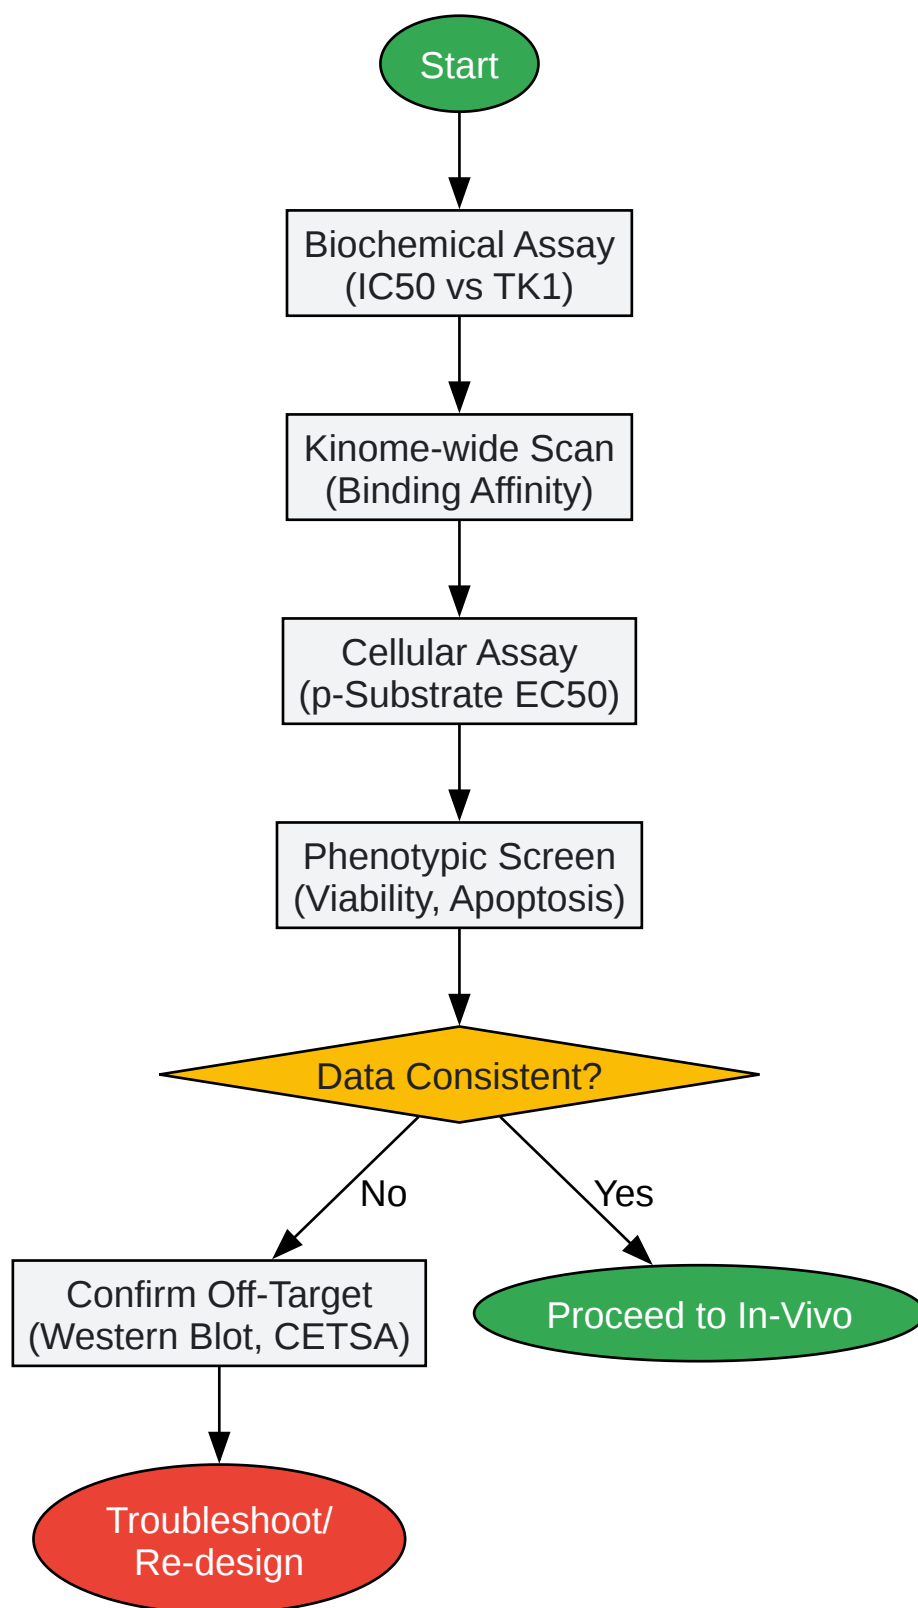 Start
Biochemical Assay
(IC50 vs TK1)
Kinome-wide Scan
(Binding Affinity)
Cellular Assay
(p-Substrate EC50)
Phenotypic Screen
(Viability, Apoptosis)
Data Consistent?
No
Yes
Confirm Off-Target
(Western Blot, CETSA)
Proceed to In-Vivo
Troubleshoot/
Re-design